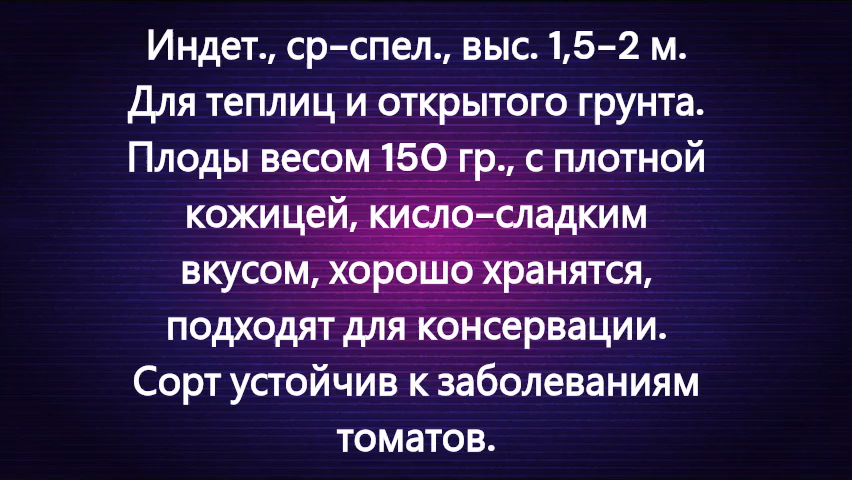 Индет., ср-спел., выс. 1,5-2 м.
Для теплиц и открытого грунта.
Плоды весом 150 гр., с плотной
кожицей, кисло-сладким
вкусом, хорошо хранятся,
подходят для консервации.
Сорт устойчив к заболеваниям
томатов.